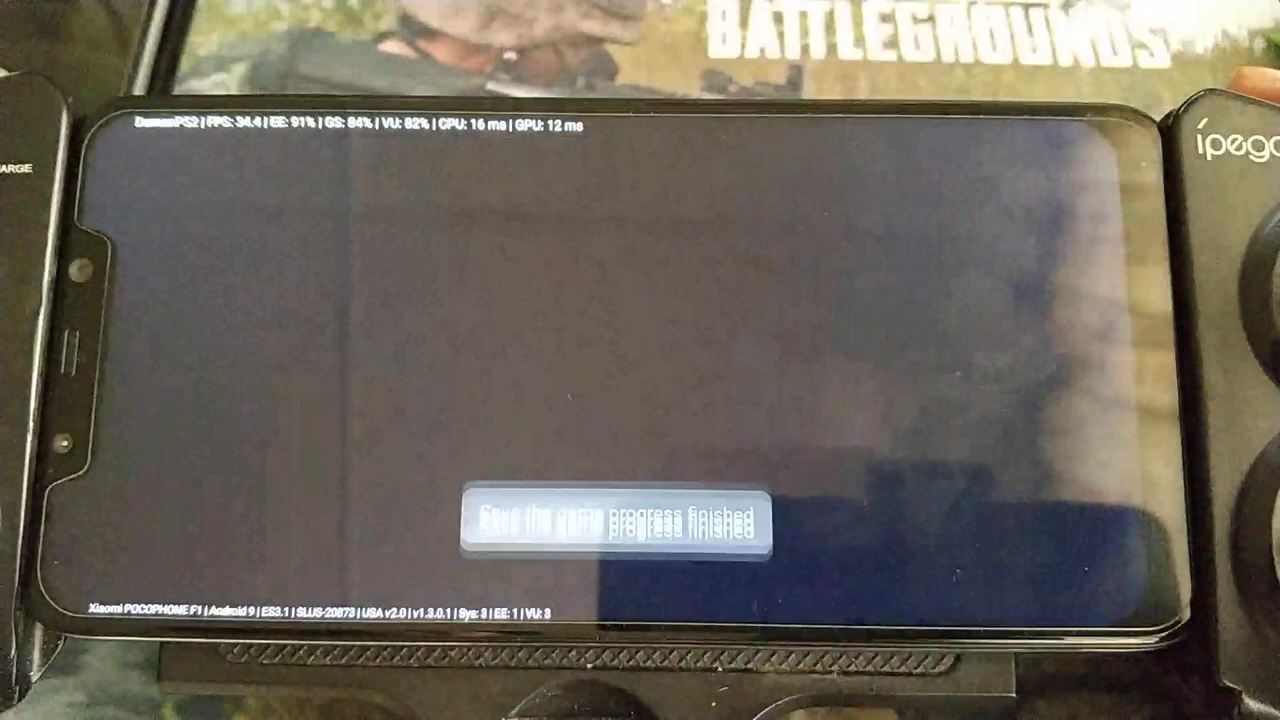 BATTLEGROUNDS
DamonPS2 | FPS: 34.4 | EE: 91% | GS: 84% | VU: 82% | CPU: 16 ms | GPU: 12 ms
ARGE
ípega
Save the game progress finished
Xiaomi POCOPHONE F1 | Android 9 | ES3.1 | SLUS-20873 | USA v2.0 | v1.3.0.1 | Sys: 3 | EE: 1 | VU: 3